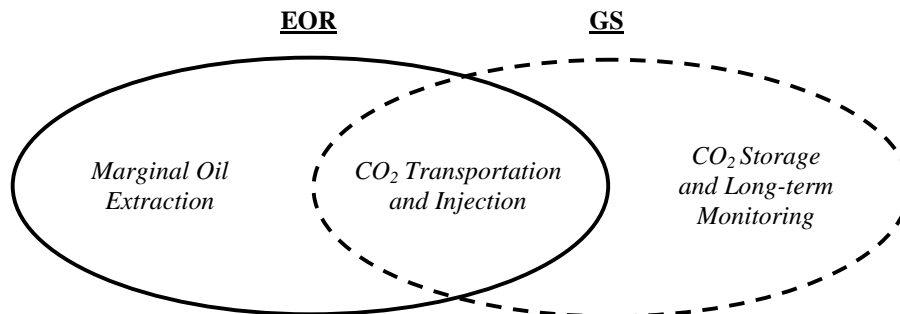 EOR
GS
Marginal Oil
Extraction
CO₂ Transportation
and Injection
CO₂ Storage
and Long-term
Monitoring